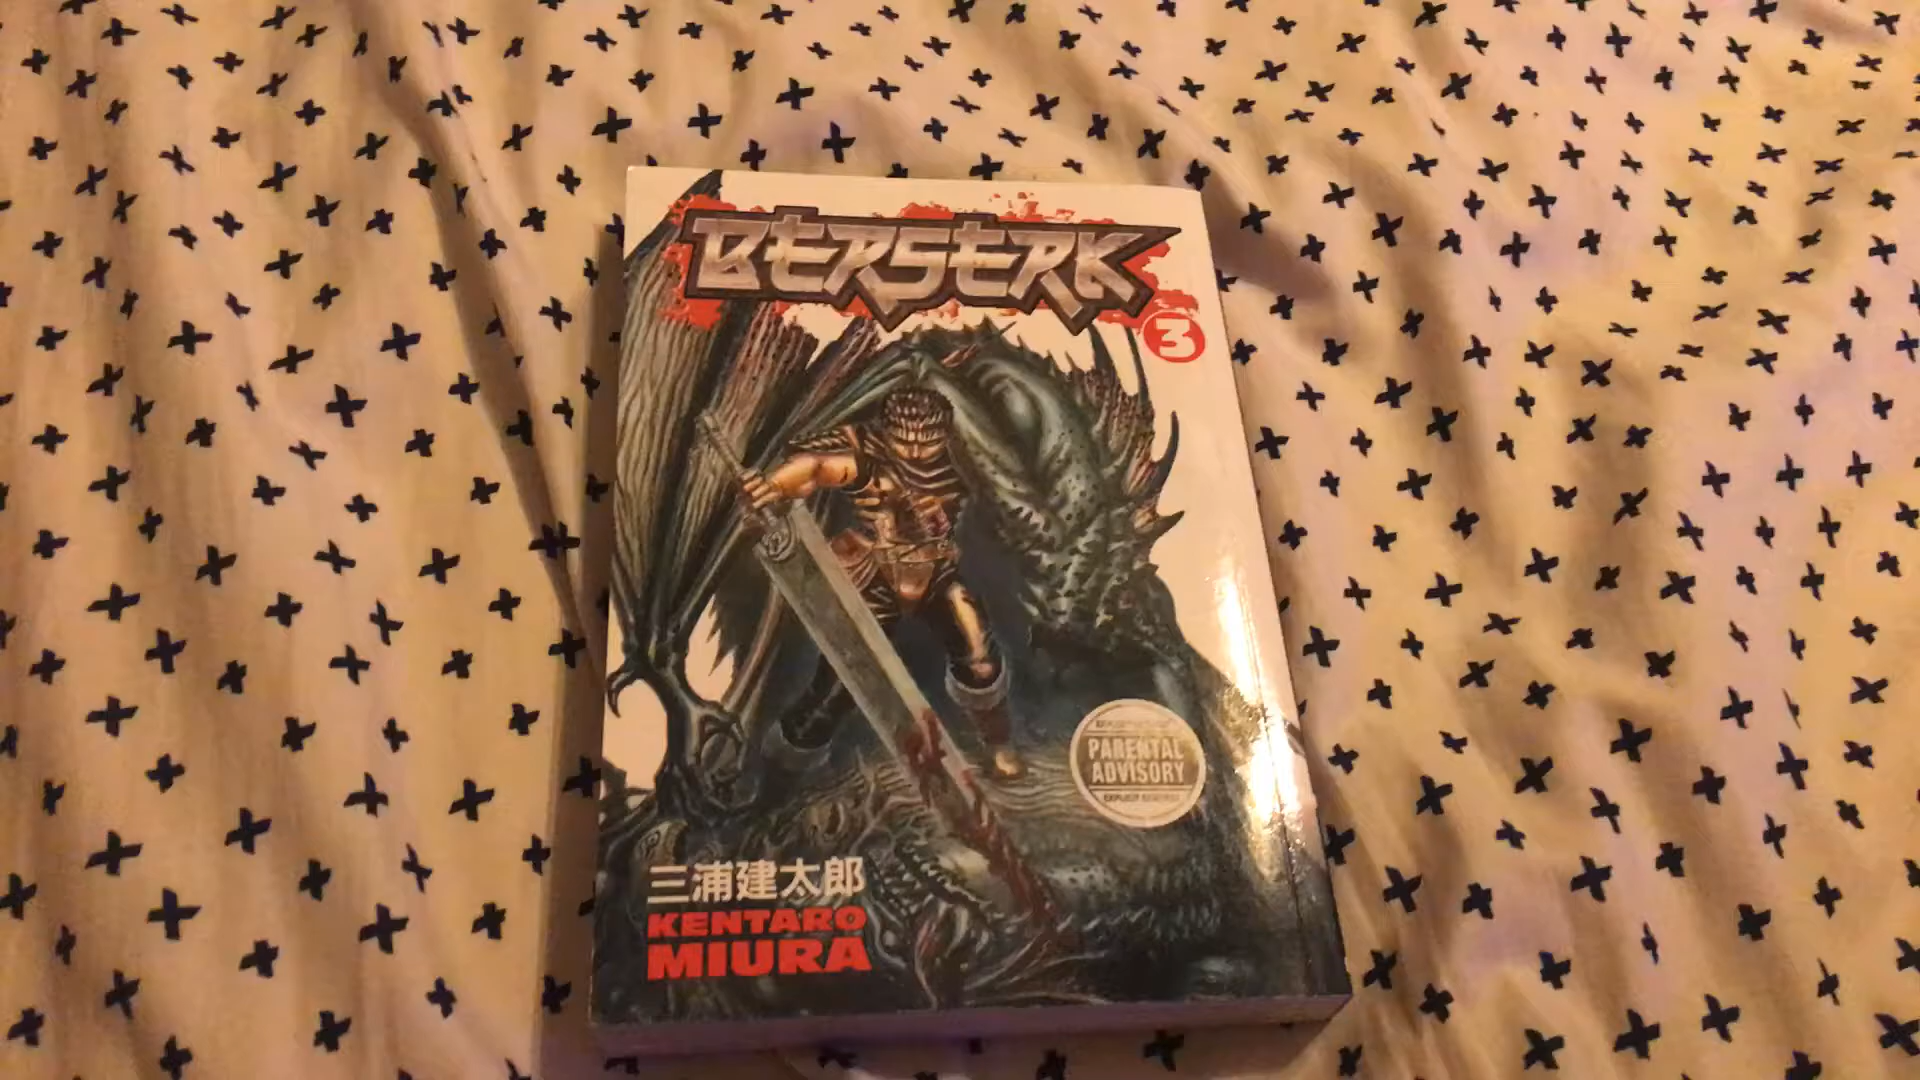 BERSERK
3
PARENTAL
ADVISORY
三浦建太郎
KENTARO
MIURA